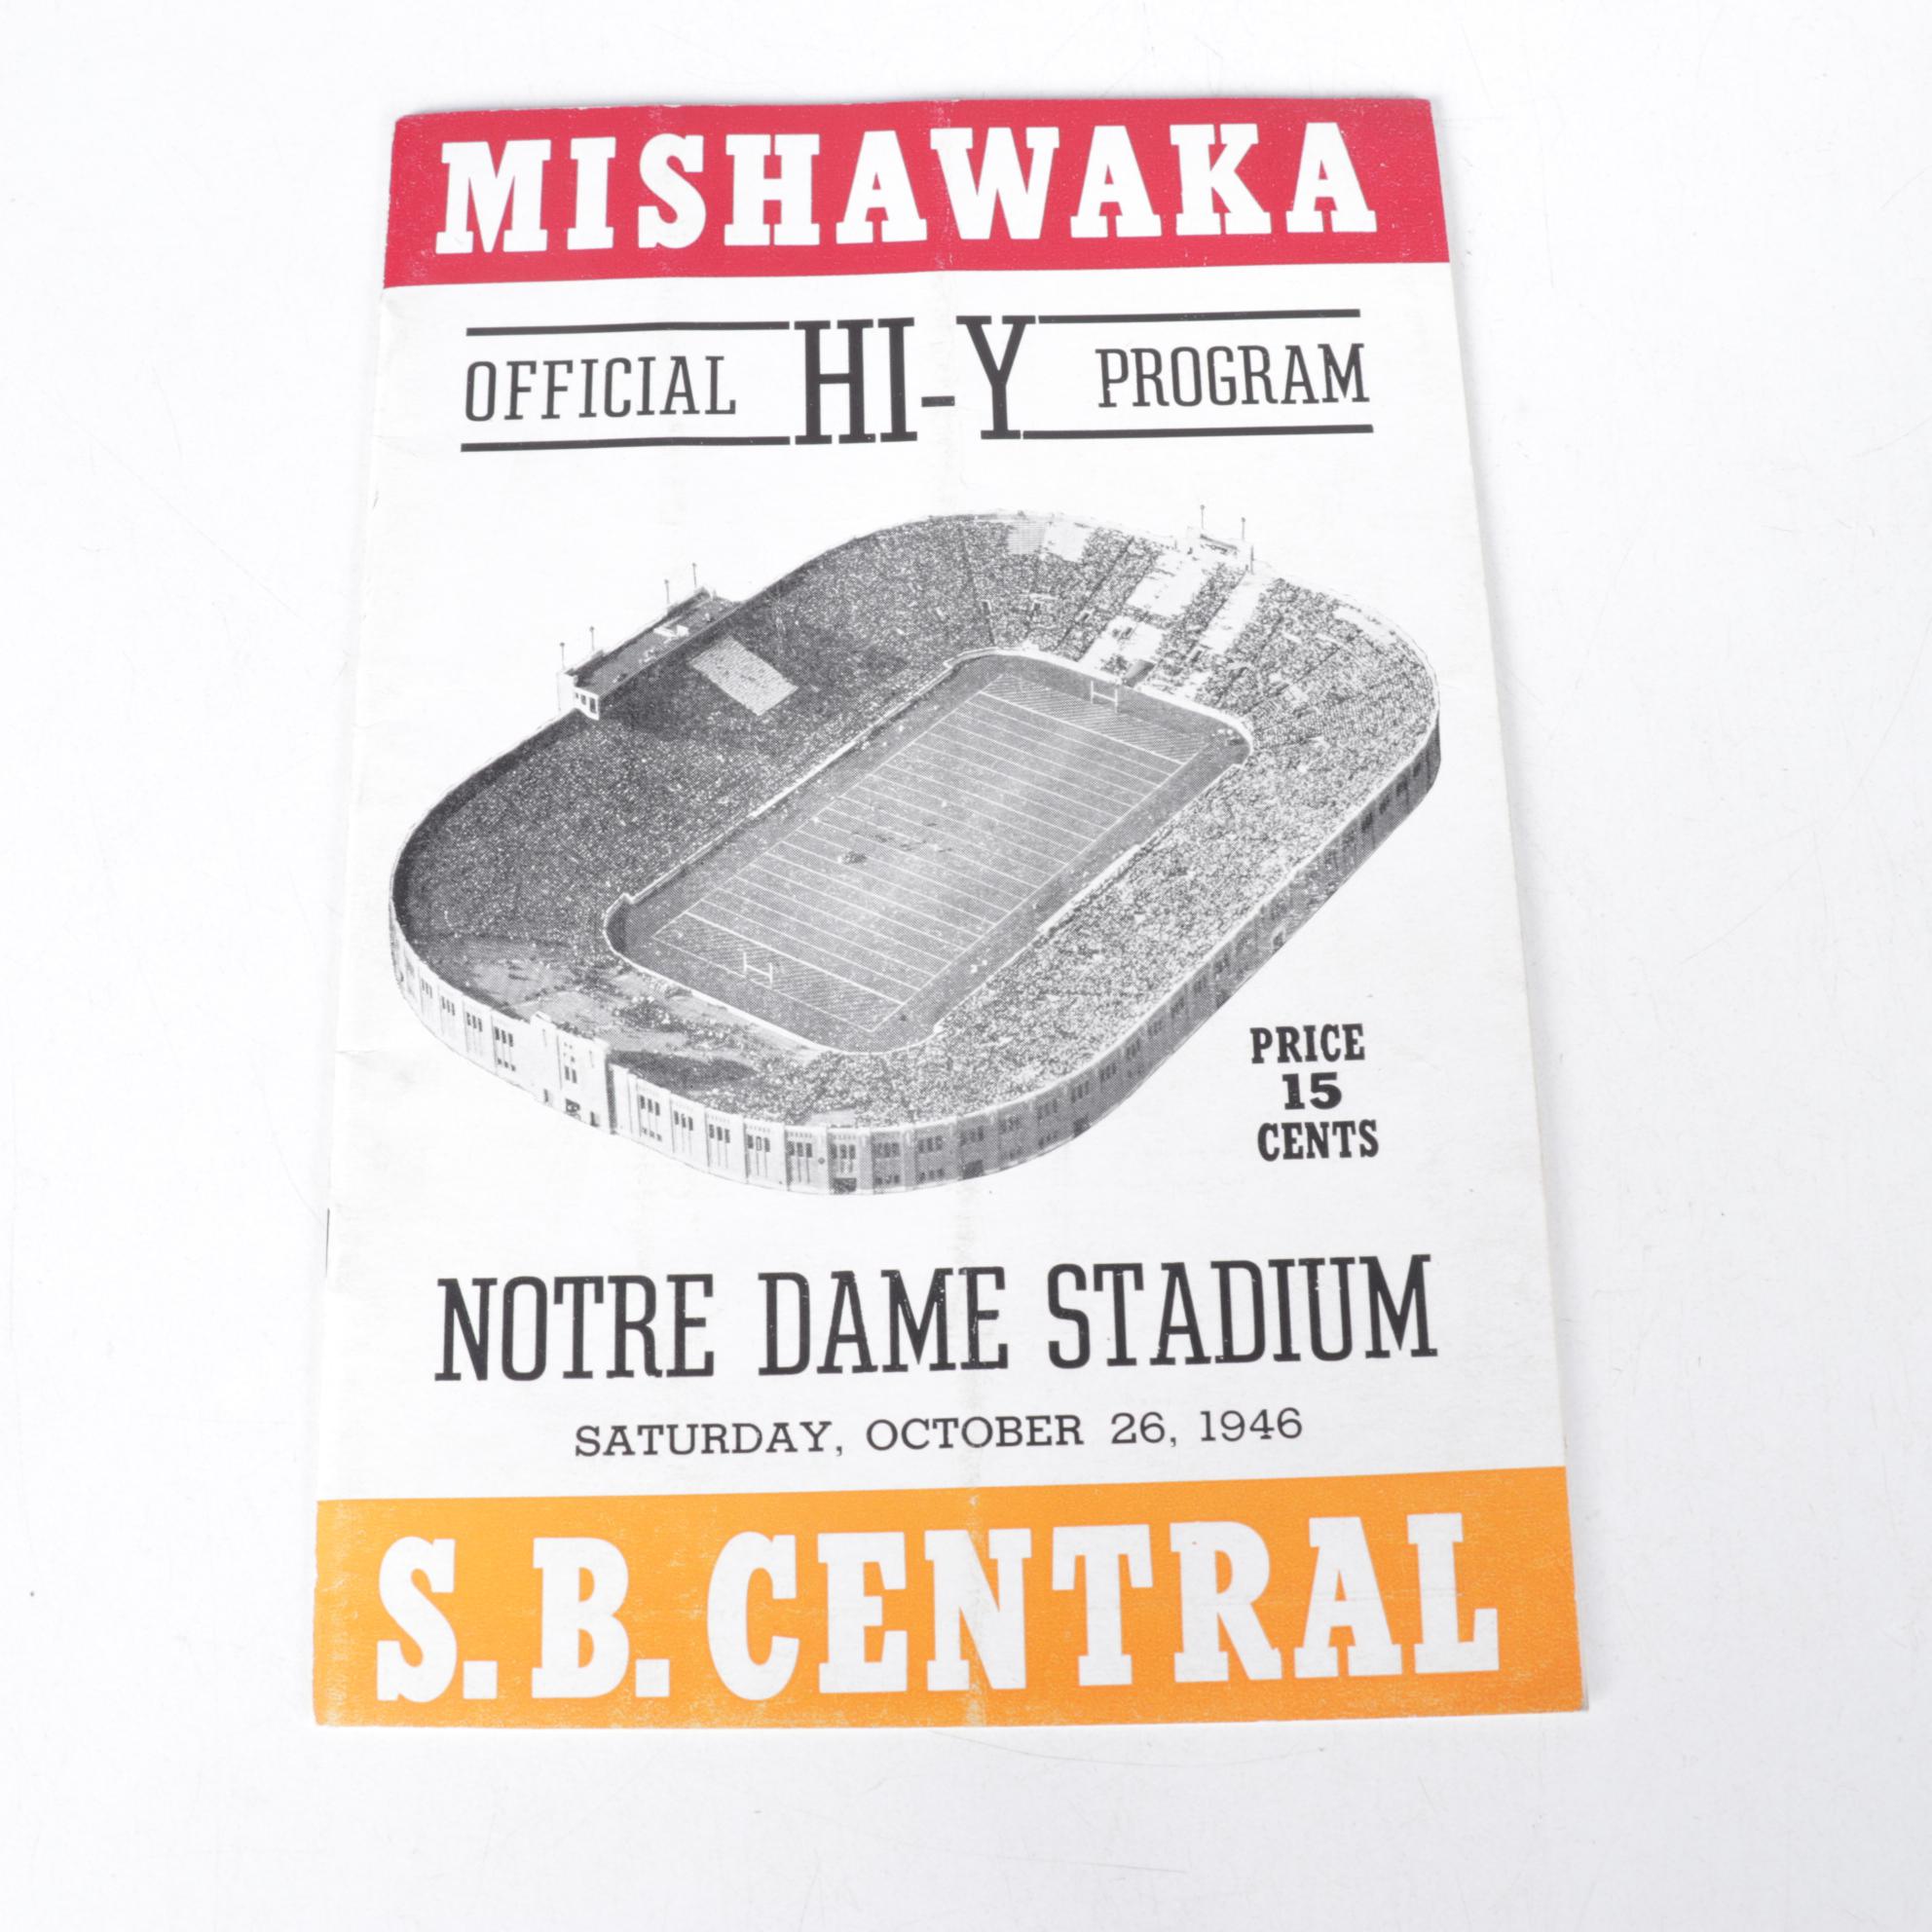 MISHAWAKA
OFFICIAL HI-Y PROGRAM
PRICE
15
CENTS
NOTRE DAME STADIUM
SATURDAY, OCTOBER 26, 1946
S.B. CENTRAL